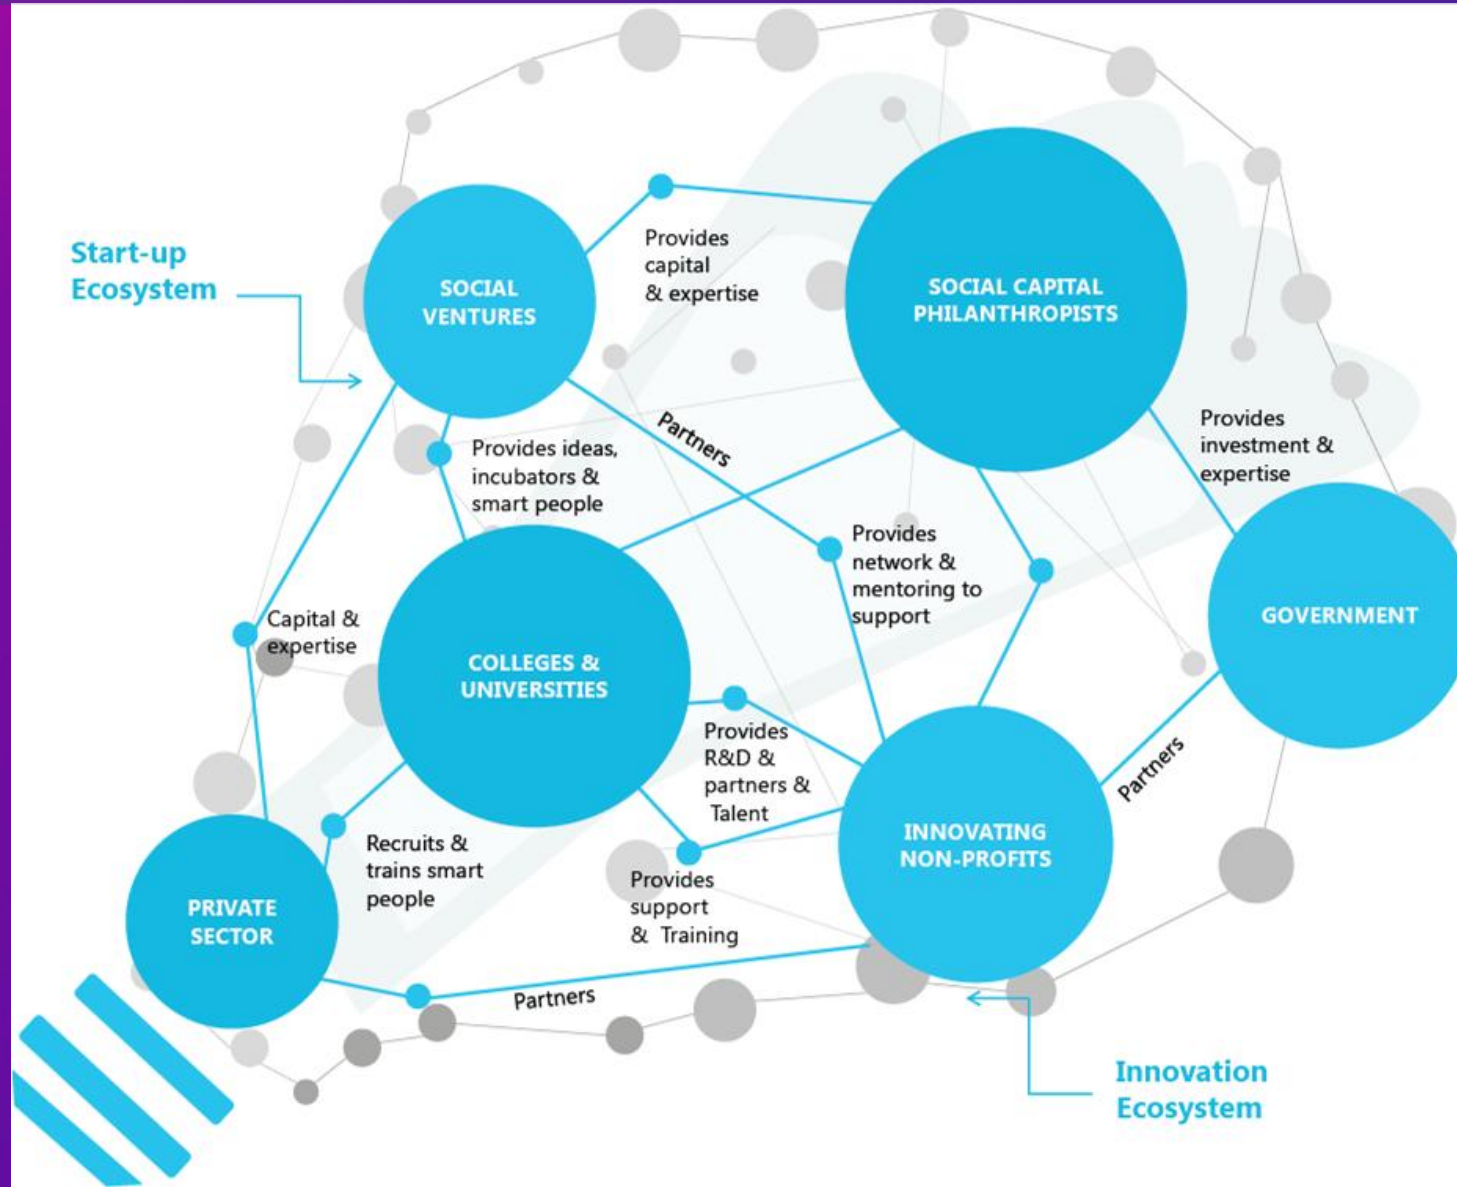 Start-up
Ecosystem
SOCIAL
VENTURES
Provides
capital
& expertise
SOCIAL CAPITAL
PHILANTHROPISTS
Partners
Provides ideas,
incubators &
smart people
Provides
investment &
expertise
Provides
network &
mentoring to
support
Capital &
expertise
COLLEGES &
UNIVERSITIES
GOVERNMENT
Provides
R&D &
partners &
Talent
Partners
Recruits &
trains smart
people
INNOVATING
NON-PROFITS
Provides
support
& Training
PRIVATE
SECTOR
Partners
Innovation
Ecosystem